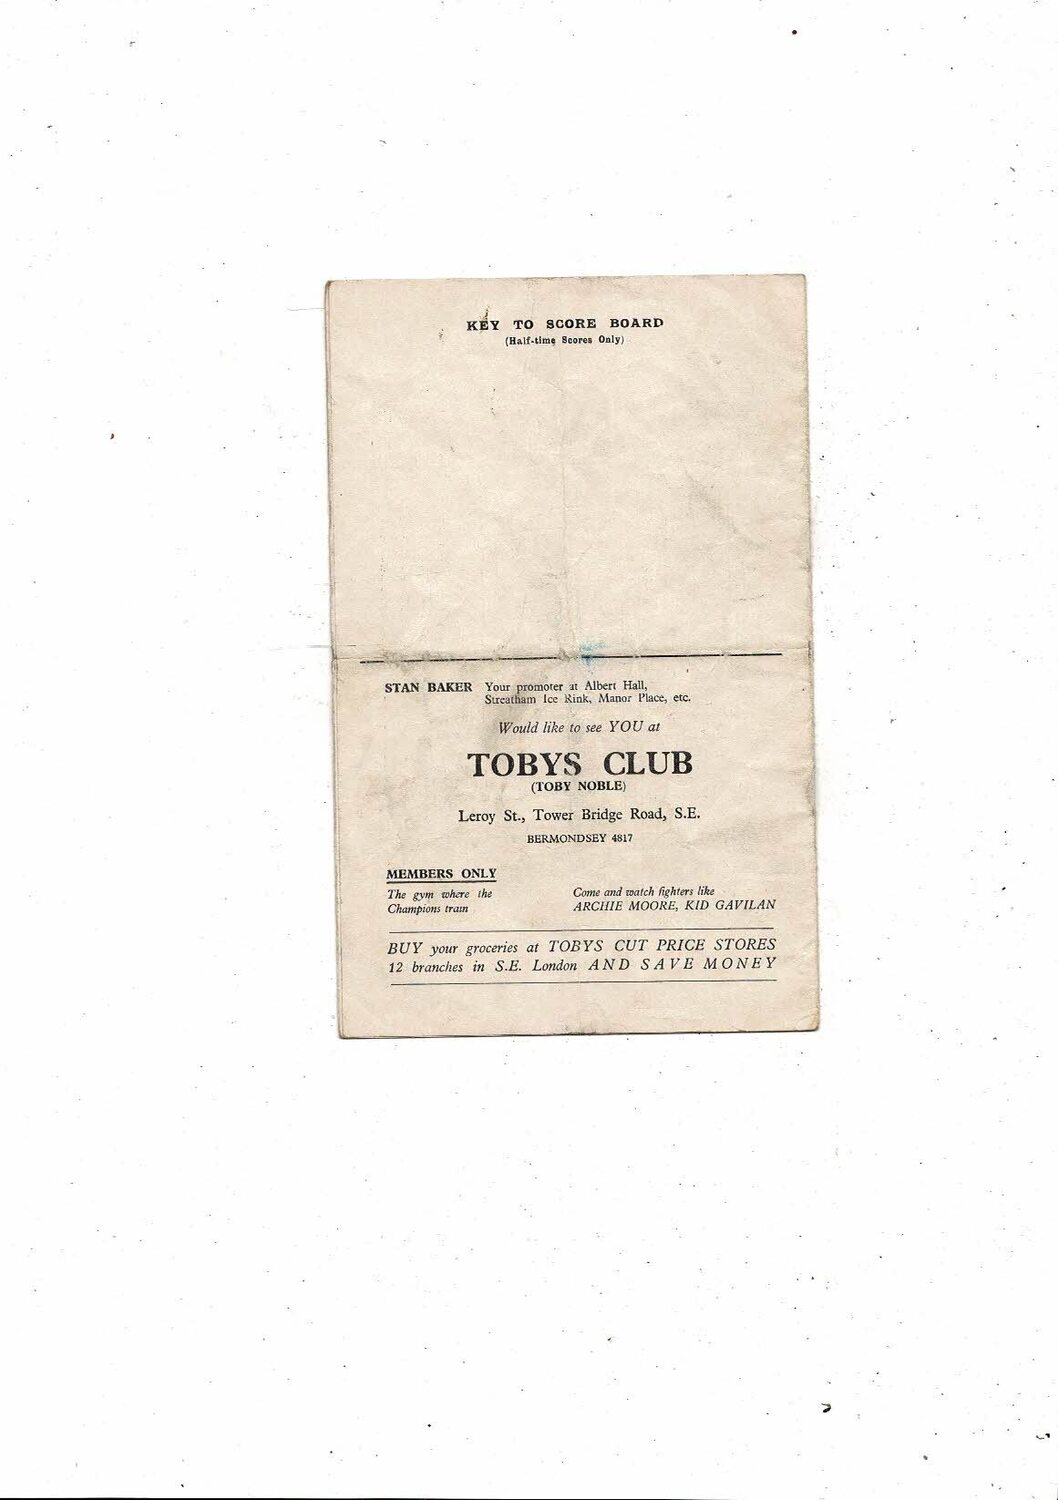 KEY TO SCORE BOARD
(Half-time Scores Only)
STAN BAKER Your promoter at Albert Hall,
Streatham Ice Rink, Manor Place, etc.
Would like to see YOU at
TOBYS CLUB
(TOBY NOBLE)
Leroy St., Tower Bridge Road, S.E.
BERMONDSEY 4817
MEMBERS ONLY
The gym where the
Champions train
Come and watch fighters like
ARCHIE MOORE, KID GAVILAN
BUY your groceries at TOBYS CUT PRICE STORES
12 branches in S.E. London AND SAVE MONEY